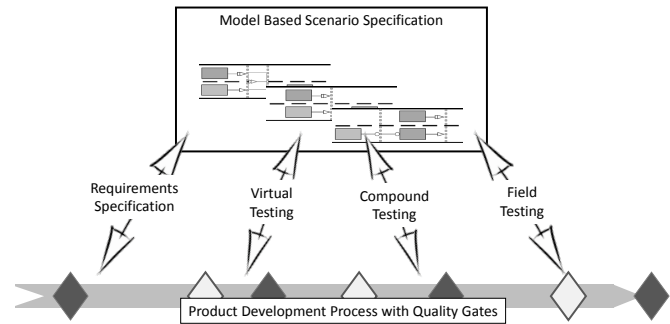 Model Based Scenario Specification
Requirements
Specification
Virtual
Testing
Compound
Testing
Field
Testing
Product Development Process with Quality Gates